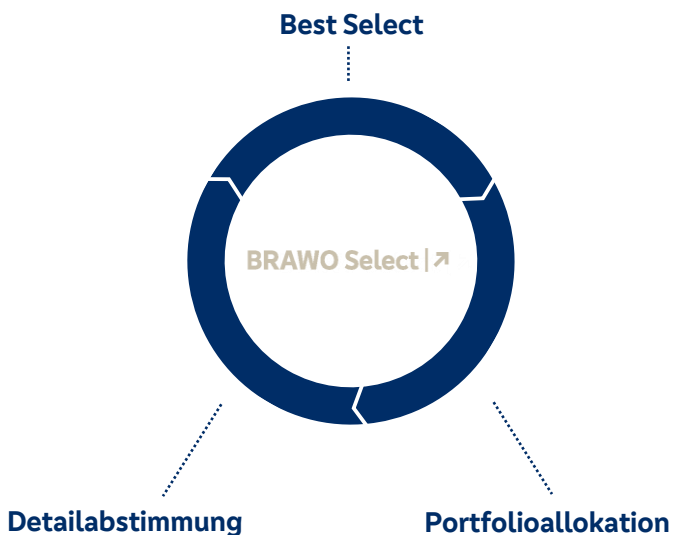 Best Select
BRAWO Select|↗
Detailabstimmung
Portfolioallokation